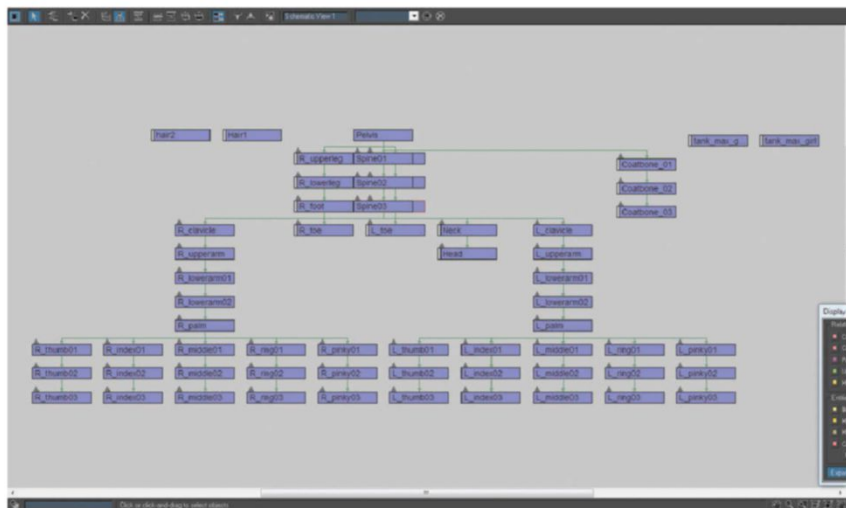 Schematic View 1
hair2
Hair1
Pelvis
tank_max_g
tank_max_girl
R_upperleg
Spine01
Coatbone_01
R_lowerleg
Spine02
Coatbone_02
R_foot
Spine03
Coatbone_03
R_clavicle
R_toe
L_toe
Neck
L_clavicle
R_upperarm
Head
L_upperarm
R_lowerarm01
L_lowerarm01
R_lowerarm02
L_lowerarm02
R_palm
L_palm
R_thumb01
R_index01
R_middle01
R_ring01
R_pinky01
L_thumb01
L_index01
L_middle01
L_ring01
L_pinky01
R_thumb02
R_index02
R_middle02
R_ring02
R_pinky02
L_thumb02
L_index02
L_middle02
L_ring02
L_pinky02
R_thumb03
R_index03
R_middle03
R_ring03
R_pinky03
L_thumb03
L_index03
L_middle03
L_ring03
L_pinky03
Displa
Click or click-and-drag to select objects